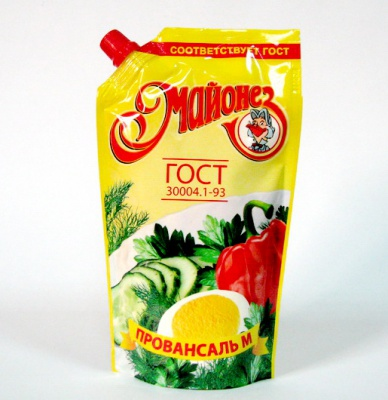 СООТВЕТСТВУЕТ ГОСТ
Майонез
ГОСТ
30004.1-93
ПРОВАНСАЛЬ М